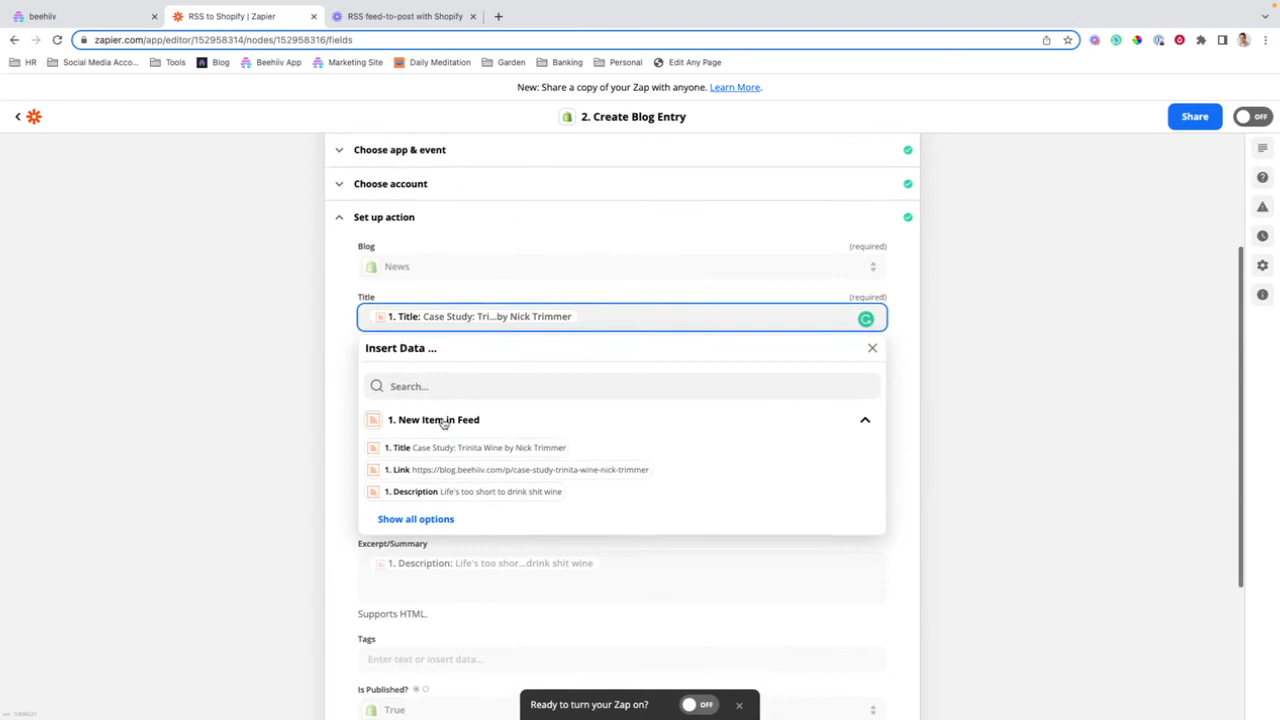 beehiiv
RSS to Shopify | Zapier
RSS feed-to-post with Shopify
zapier.com/app/editor/152958314/nodes/152958316/fields
HR
Social Media Acco...
Tools
Blog
Beehiiv App
Marketing Site
Daily Meditation
Garden
Banking
Personal
Edit Any Page
New: Share a copy of your Zap with anyone. Learn More.
2. Create Blog Entry
Share
OFF
Choose app & event
Choose account
Set up action
Blog
(required)
News
Title
(required)
1. Title: Case Study: Tri...by Nick Trimmer
Insert Data ...
Search...
1. New Item in Feed
1. Title Case Study: Trinita Wine by Nick Trimmer
1. Link https://blog.beehiiv.com/p/case-study-trinita-wine-nick-trimmer
1. Description Life's too short to drink shit wine
Show all options
Excerpt/Summary
1. Description: Life's too shor...drink shit wine
Supports HTML.
Tags
Enter text or insert data...
Is Published?
True
Ready to turn your Zap on?
OFF